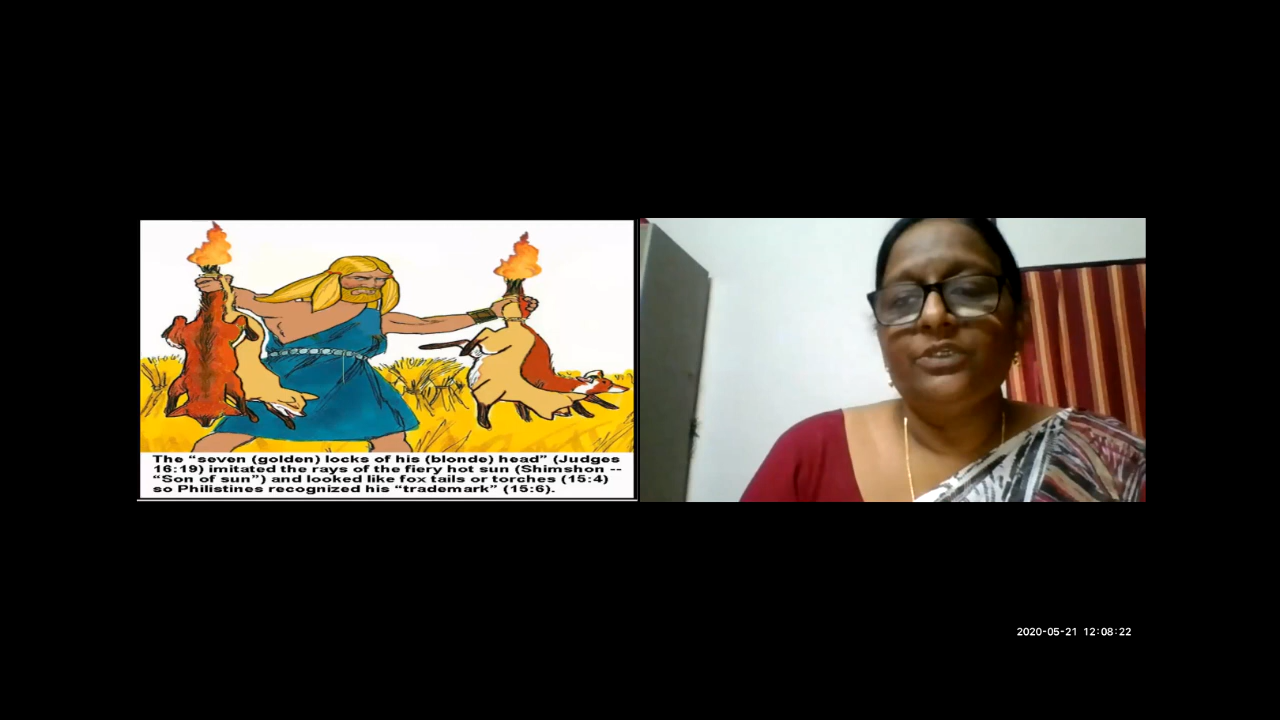 The “seven (golden) locks of his (blonde) head” (Judges
16:19) imitated the rays of the fiery hot sun (Shimshon --
“Son of sun”) and looked like fox tails or torches (15:4)
so Philistines recognized his “trademark” (15:6).
2020-05-21 12:08:22